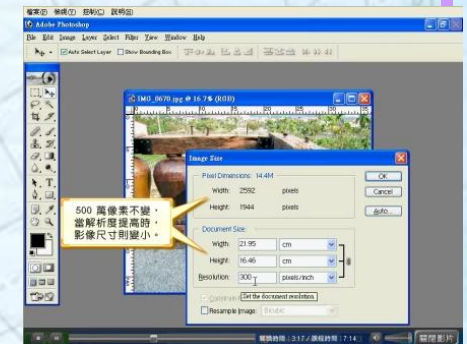 檔案(F) 檢視(V) 控制(C) 說明(H)
Adobe Photoshop
File Edit Image Layer Select Filter View Window Help
Auto Select Layer Show Bounding Box
IMG_0670.jpg @ 16.7% (RGB)
Image Size
Pixel Dimensions: 14.4M
Width: 2592 pixels
Height: 1944 pixels
OK
Cancel
Auto...
Document Size:
Width: 21.95 cm
Height: 16.46 cm
Resolution: 300 pixels/inch
Set the document resolution.
Resample Image: Bicubic
500 萬像素不變，
當解析度提高時，
影像尺寸則變小。
3:17 / 課程時間：7:14